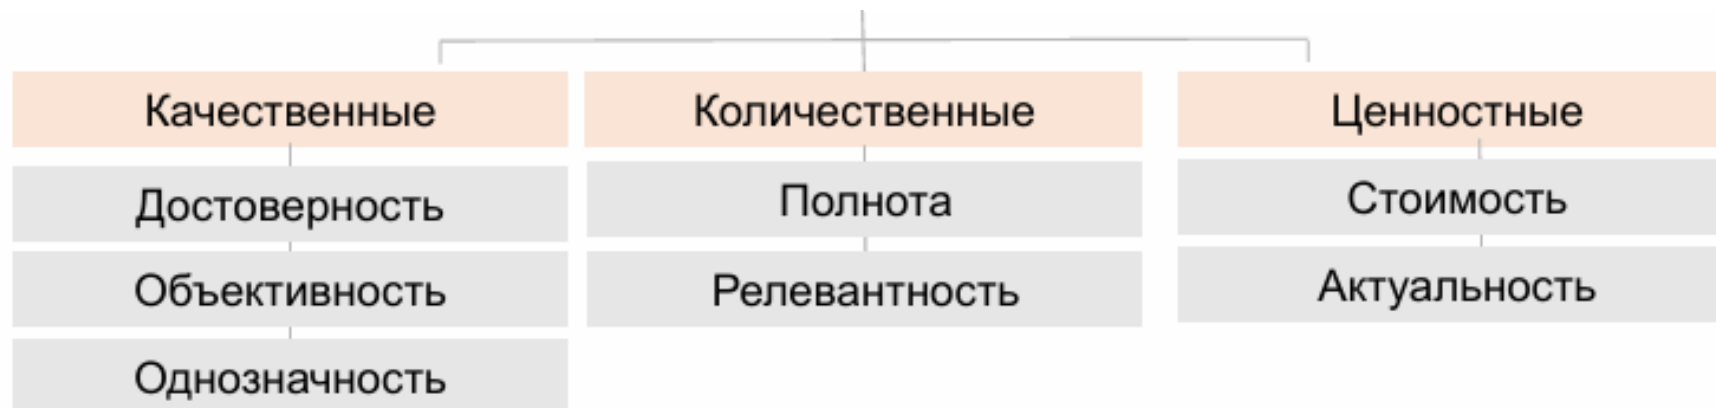 Качественные
Достоверность
Объективность
Однозначность
Количественные
Полнота
Релевантность
Ценностные
Стоимость
Актуальность